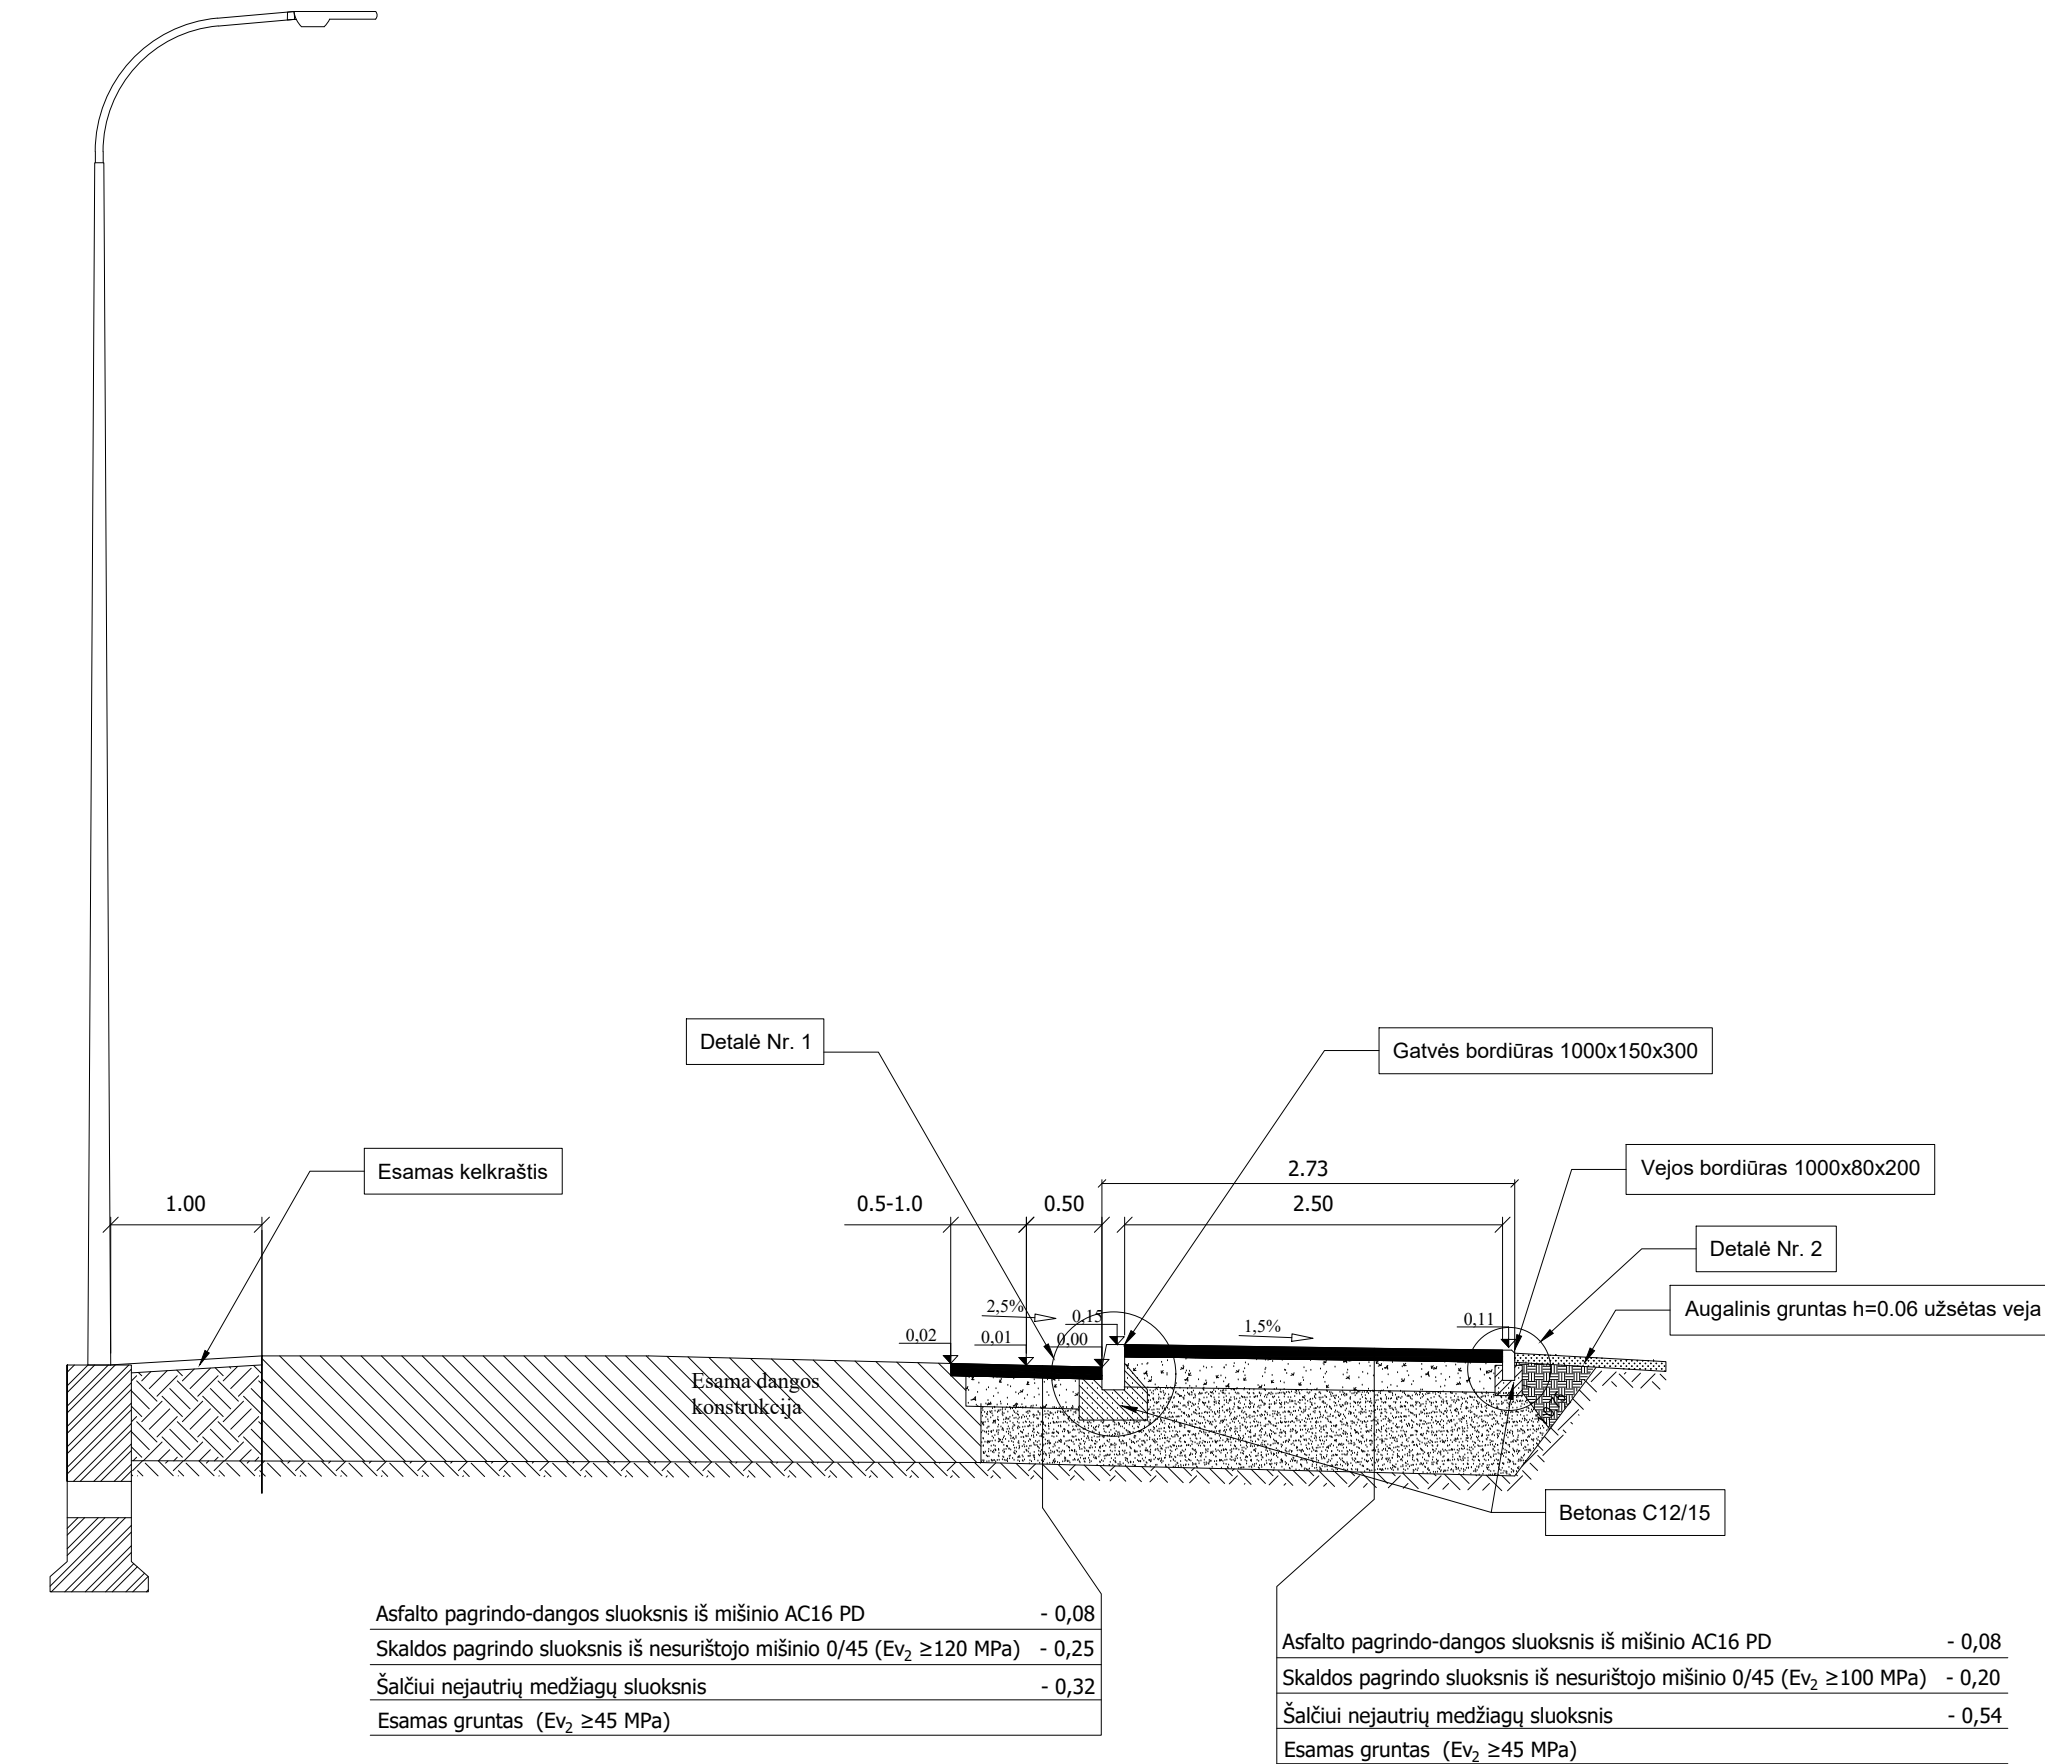 Detalė Nr. 1
Gatvės bordiūras 1000x150x300
Esamas kelkraštis
Vejos bordiūras 1000x80x200
2.73
1.00
0.5-1.0
0.50
2.50
Detalė Nr. 2
Augalinis gruntas h=0.06 užsėtas veja
2,5%
0,15
0,11
1,5%
0,02
0,01
0,00
Esama dangos
konstrukcija
Betonas C12/15
Asfalto pagrindo-dangos sluoksnis iš mišinio AC16 PD - 0,08
Skaldos pagrindo sluoksnis iš nesurištojo mišinio 0/45 (Ev₂ ≥120 MPa) - 0,25
Šalčiui nejautrių medžiagų sluoksnis - 0,32
Esamas gruntas (Ev₂ ≥45 MPa)
Asfalto pagrindo-dangos sluoksnis iš mišinio AC16 PD - 0,08
Skaldos pagrindo sluoksnis iš nesurištojo mišinio 0/45 (Ev₂ ≥100 MPa) - 0,20
Šalčiui nejautrių medžiagų sluoksnis - 0,54
Esamas gruntas (Ev₂ ≥45 MPa)